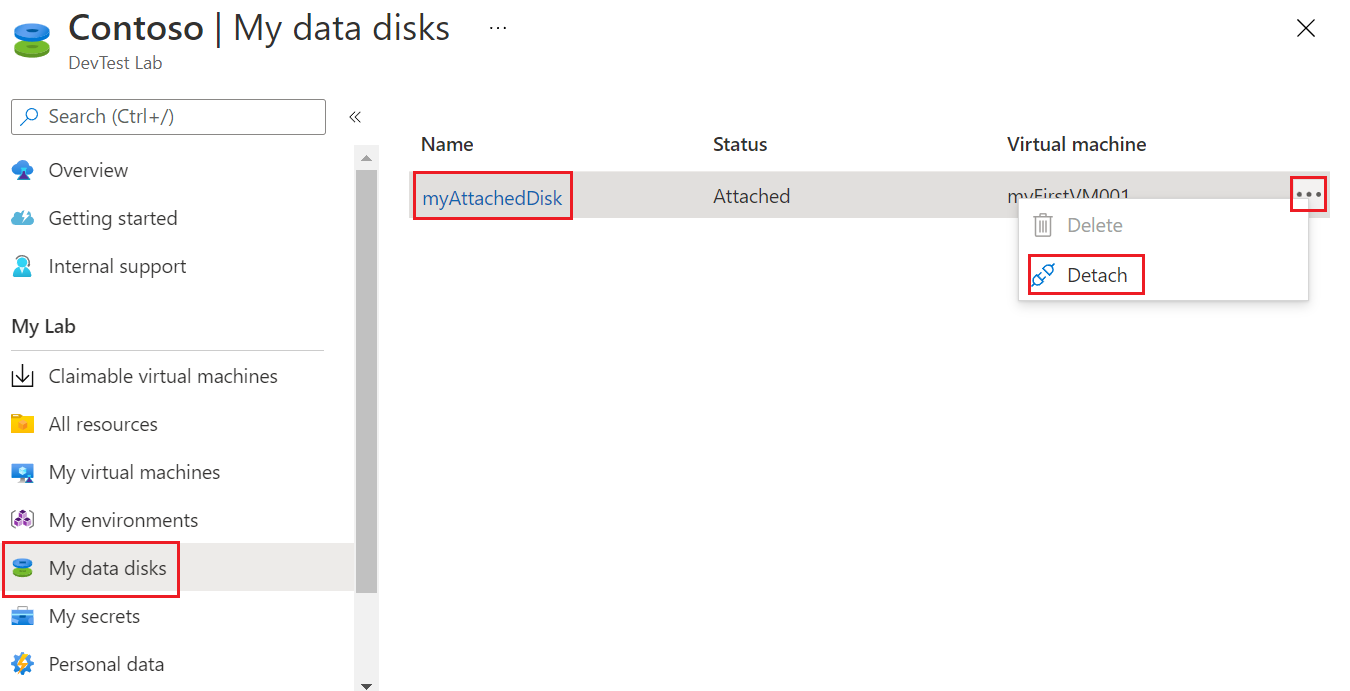 Contoso | My data disks ...
DevTest Lab
Search (Ctrl+/)
«
Overview
Getting started
Internal support
My Lab
Claimable virtual machines
All resources
My virtual machines
My environments
My data disks
My secrets
Personal data
Name Status Virtual machine
myAttachedDisk Attached myFirstVM001
Delete
Detach